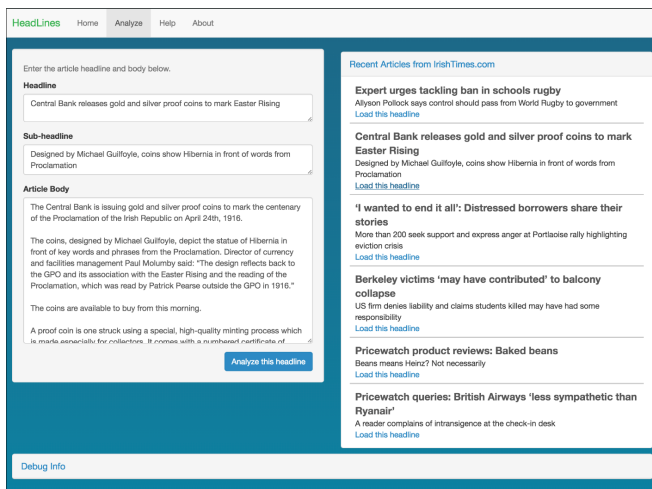 HeadLines Home Analyze Help About
Enter the article headline and body below.
Headline
Central Bank releases gold and silver proof coins to mark Easter Rising
Sub-headline
Designed by Michael Guilfoyle, coins show Hibernia in front of words from
Proclamation
Article Body
The Central Bank is issuing gold and silver proof coins to mark the centenary
of the Proclamation of the Irish Republic on April 24th, 1916.
The coins, designed by Michael Guilfoyle, depict the statue of Hibernia in
front of key words and phrases from the Proclamation. Director of currency
and facilities management Paul Molumby said: "The design reflects back to
the GPO and its association with the Easter Rising and the reading of the
Proclamation, which was read by Patrick Pearse outside the GPO in 1916."
The coins are available to buy from this morning.
A proof coin is one struck using a special, high-quality minting process which
is made especially for collectors. It comes with a numbered certificate of
Analyze this headline
Recent Articles from IrishTimes.com
Expert urges tackling ban in schools rugby
Allyson Pollock says control should pass from World Rugby to government
Load this headline
Central Bank releases gold and silver proof coins to mark
Easter Rising
Designed by Michael Guilfoyle, coins show Hibernia in front of words from
Proclamation
Load this headline
‘I wanted to end it all’: Distressed borrowers share their
stories
More than 200 seek support and express anger at Portlaoise rally highlighting
eviction crisis
Load this headline
Berkeley victims ‘may have contributed’ to balcony
collapse
US firm denies liability and claims students killed may have had some
responsibility
Load this headline
Pricewatch product reviews: Baked beans
Beans means Heinz? Not necessarily
Load this headline
Pricewatch queries: British Airways ‘less sympathetic than
Ryanair’
A reader complains of intransigence at the check-in desk
Load this headline
Debug Info